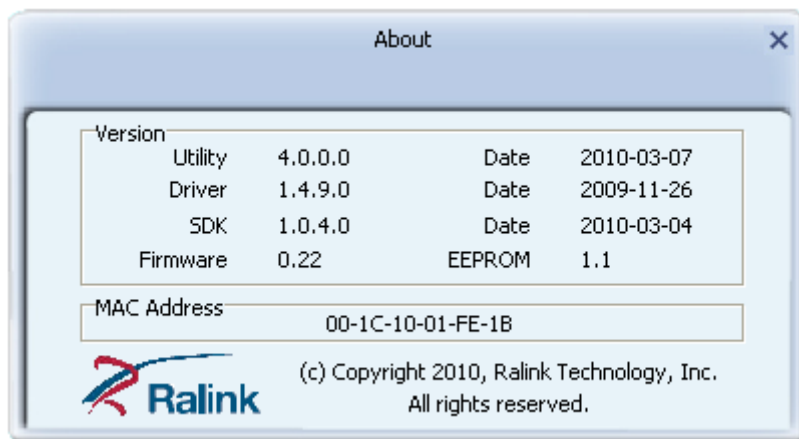 About
Version
Utility 4.0.0.0 Date 2010-03-07
Driver 1.4.9.0 Date 2009-11-26
SDK 1.0.4.0 Date 2010-03-04
Firmware 0.22 EEPROM 1.1
MAC Address
00-1C-10-01-FE-1B
Ralink
(c) Copyright 2010, Ralink Technology, Inc.
All rights reserved.